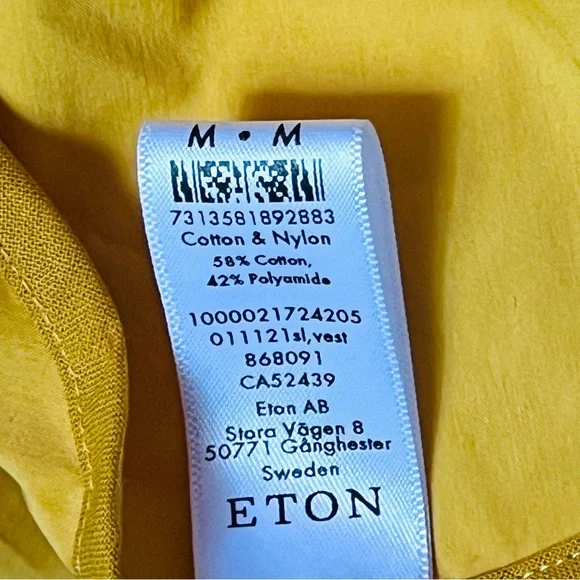 M • M
7313581892883
Cotton & Nylon
58% Cotton,
42% Polyamide
1000021724205
011121sl,vest
868091
CA52439
Eton AB
Stora Vägen 8
50771 Gånghester
Sweden
ETON